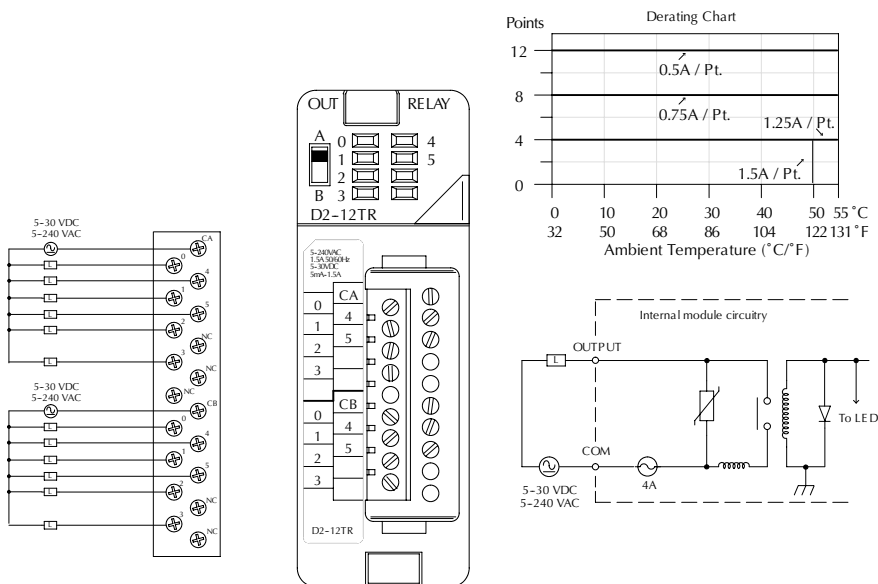 Derating Chart
Points
12
8
4
0
0.5A / Pt.
0.75A / Pt.
1.25A / Pt.
1.5A / Pt.
0 10 20 30 40 50 55˚C
32 50 68 86 104 122 131˚F
Ambient Temperature (˚C/˚F)
OUT RELAY
A
B
0 4
1 5
2
3
D2–12TR
5–240VAC
1.5A 50/60Hz
5–30VDC
5mA–1.5A
CA
0
4
1
5
2
3
CB
0
4
1
5
2
3
D2–12TR
5–30 VDC
5–240 VAC
CA
L
0
L
4
L
1
L
5
L
2
NC
L
3
NC
NC
5–30 VDC
5–240 VAC
CB
L
0
L
4
L
1
L
5
L
2
NC
L
3
NC
Internal module circuitry
OUTPUT
L
To LED
COM
4A
5–30 VDC
5–240 VAC